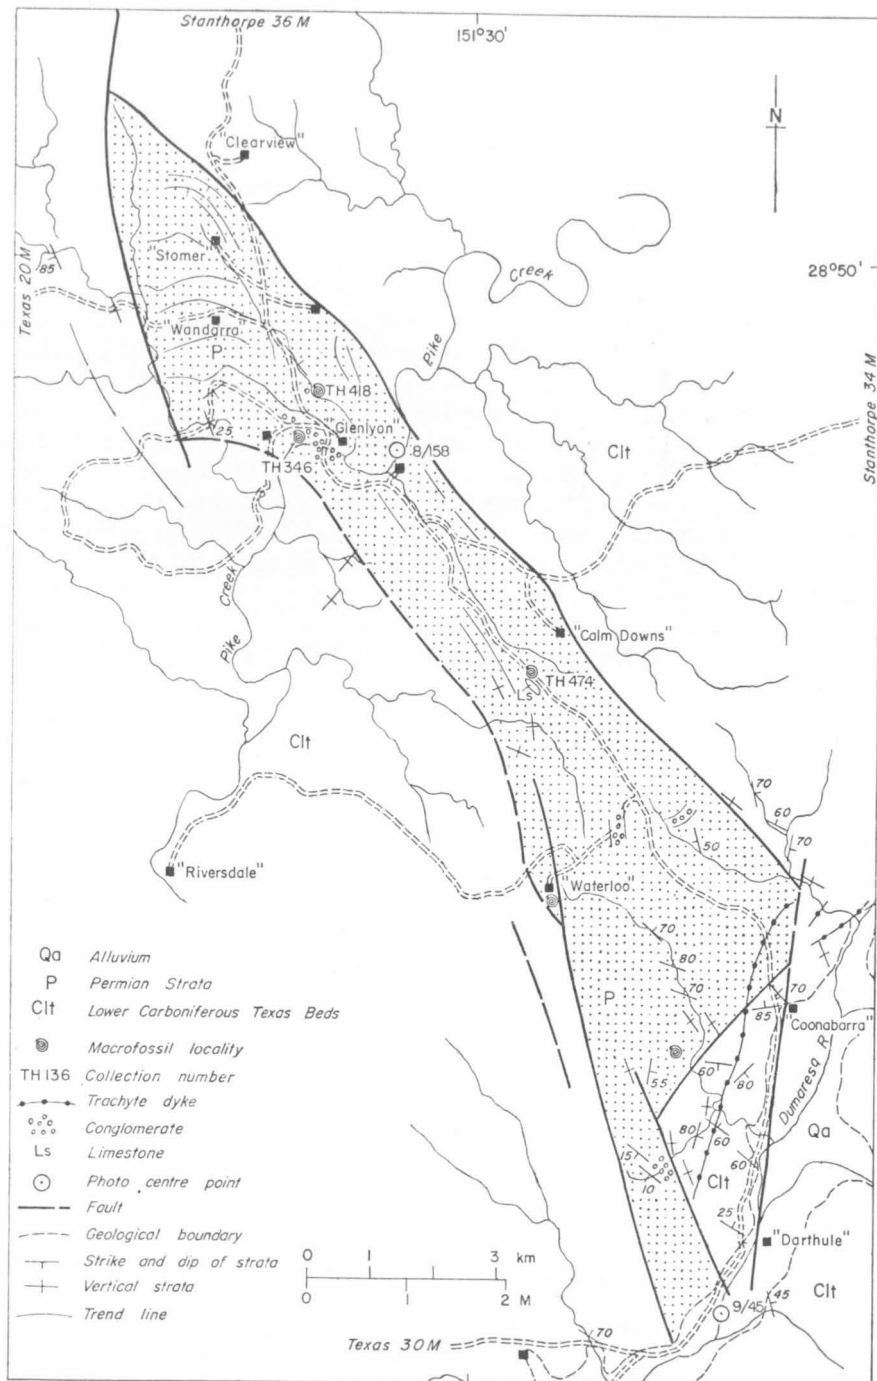 Stanthorpe 36 M
151°30'
N
"Clearview"
Creek
28°50'
"Stomer"
85
Texas 20 M
Pike
"Wandarra"
P
Stanthorpe 34 M
TH 418
25
"Glenlyon"
8/158
Clt
TH 346
Creek
Pike
"Calm Downs"
TH 474
Ls
Clt
70
60
70
50
"Riversdale"
"Waterloo"
70
80
70
P
70
85
"Coonabarra"
Dumaresq R.
55
60
80
Qa
80
60
15
60
10
Clt
25
"Darthule"
Clt
9/45
45
70
Texas 30 M
Qa Alluvium
P Permian Strata
Clt Lower Carboniferous Texas Beds
Macrofossil locality
TH 136 Collection number
Trachyte dyke
Conglomerate
Ls Limestone
Photo centre point
Fault
Geological boundary
Strike and dip of strata
Vertical strata
Trend line
0 1 3 km
0 1 2 M